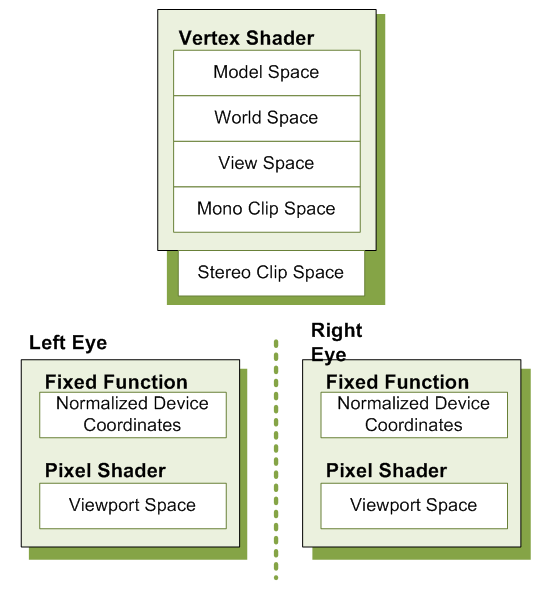 Vertex Shader
Model Space
World Space
View Space
Mono Clip Space
Stereo Clip Space
Left Eye
Fixed Function
Normalized Device
Coordinates
Pixel Shader
Viewport Space
Right
Eye
Fixed Function
Normalized Device
Coordinates
Pixel Shader
Viewport Space